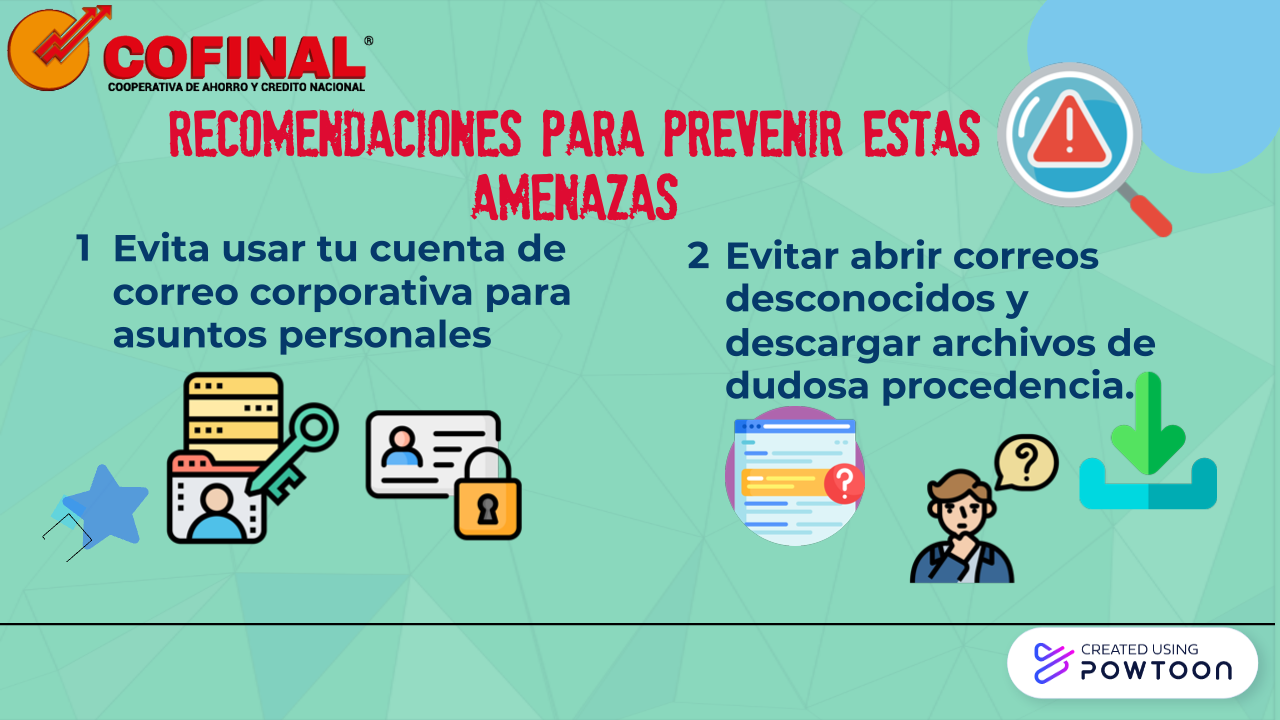 COFINAL®
COOPERATIVA DE AHORRO Y CREDITO NACIONAL
RECOMENDACIONES PARA PREVENIR ESTAS
AMENAZAS
1 Evita usar tu cuenta de
correo corporativa para
asuntos personales
2 Evitar abrir correos
desconocidos y
descargar archivos de
dudosa procedencia.
?
?
CREATED USING
POWTOON